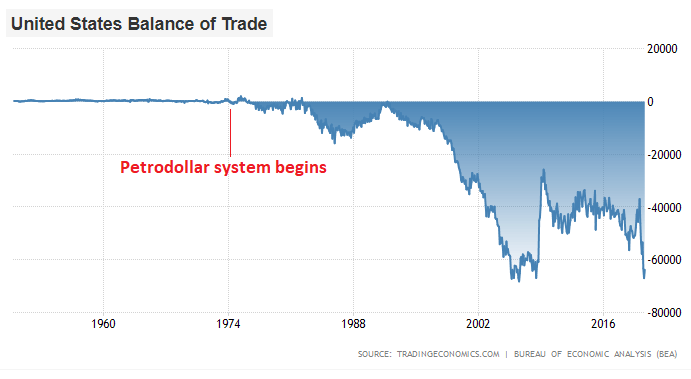 United States Balance of Trade
20000
0
-20000
-40000
-60000
-80000
Petrodollar system begins
1960 1974 1988 2002 2016
SOURCE: TRADINGECONOMICS.COM | BUREAU OF ECONOMIC ANALYSIS (BEA)